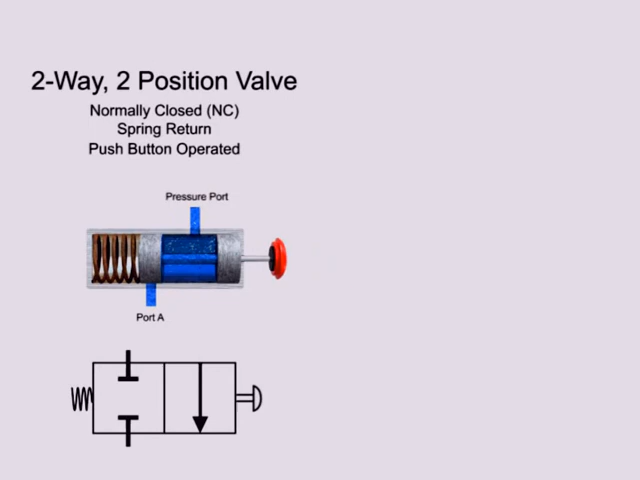 2-Way, 2 Position Valve
Normally Closed (NC)
Spring Return
Push Button Operated
Pressure Port
Port A